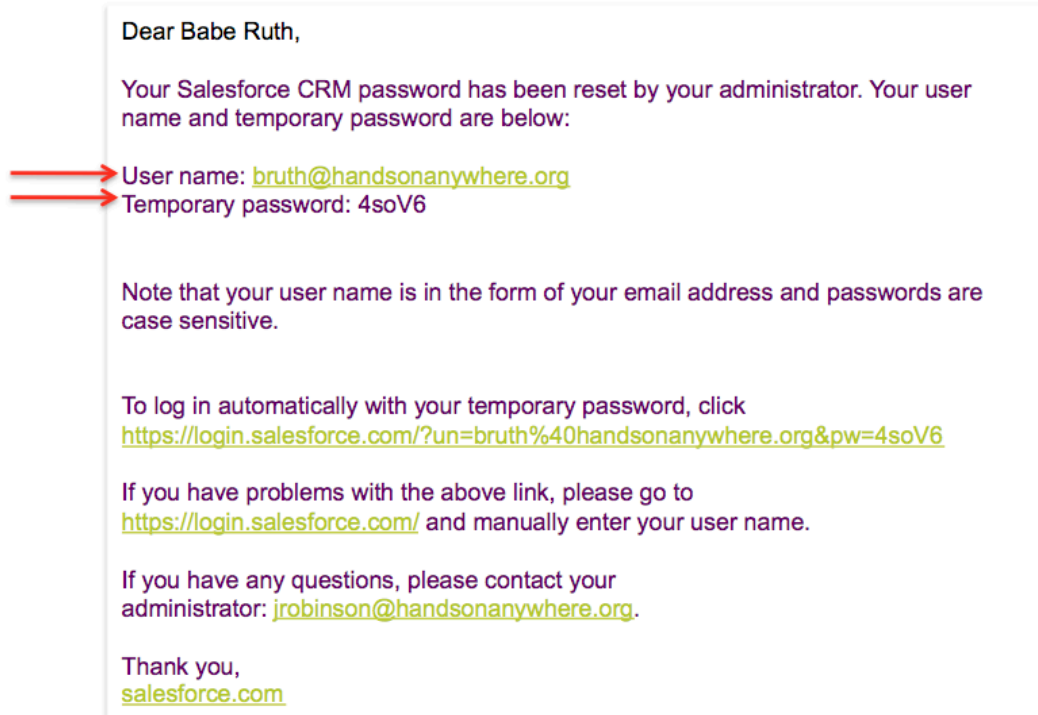 Dear Babe Ruth,
Your Salesforce CRM password has been reset by your administrator. Your user
name and temporary password are below:
User name: bruth@handsonanywhere.org
Temporary password: 4soV6
Note that your user name is in the form of your email address and passwords are
case sensitive.
To log in automatically with your temporary password, click
https://login.salesforce.com/?un=bruth%40handsonanywhere.org&pw=4soV6
If you have problems with the above link, please go to
https://login.salesforce.com/ and manually enter your user name.
If you have any questions, please contact your
administrator: jrobinson@handsonanywhere.org.
Thank you,
salesforce.com